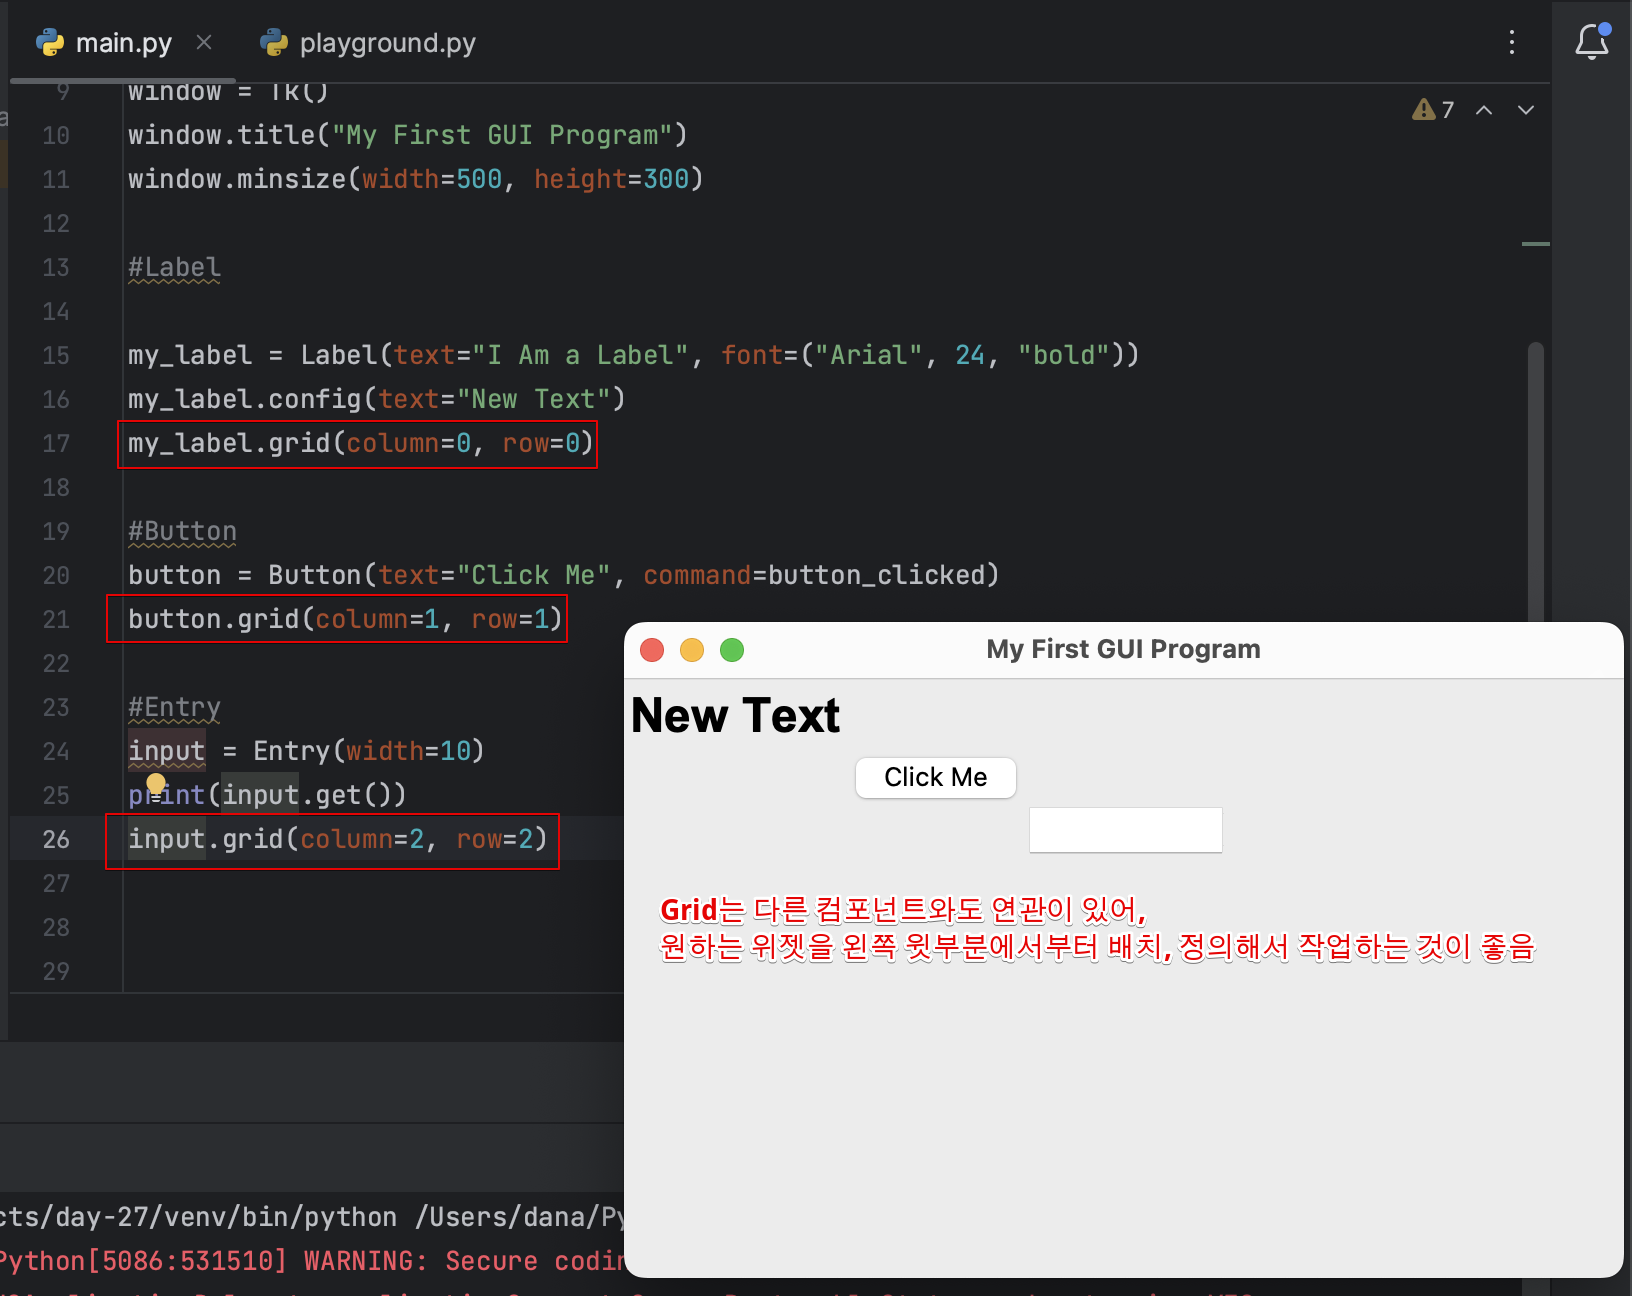 main.py
playground.py
7
9 window = Tk()
10 window.title("My First GUI Program")
11 window.minsize(width=500, height=300)
12
13 #Label
14
15 my_label = Label(text="I Am a Label", font=("Arial", 24, "bold"))
16 my_label.config(text="New Text")
17 my_label.grid(column=0, row=0)
18
19 #Button
20 button = Button(text="Click Me", command=button_clicked)
21 button.grid(column=1, row=1)
22
23 #Entry
24 input = Entry(width=10)
25 print(input.get())
26 input.grid(column=2, row=2)
27
28
29
My First GUI Program
New Text
Click Me
Grid는 다른 컴포넌트와도 연관이 있어,
원하는 위젯을 왼쪽 윗부분에서부터 배치, 정의해서 작업하는 것이 좋음
cts/day-27/venv/bin/python /Users/dana/Py
Python[5086:531510] WARNING: Secure codin